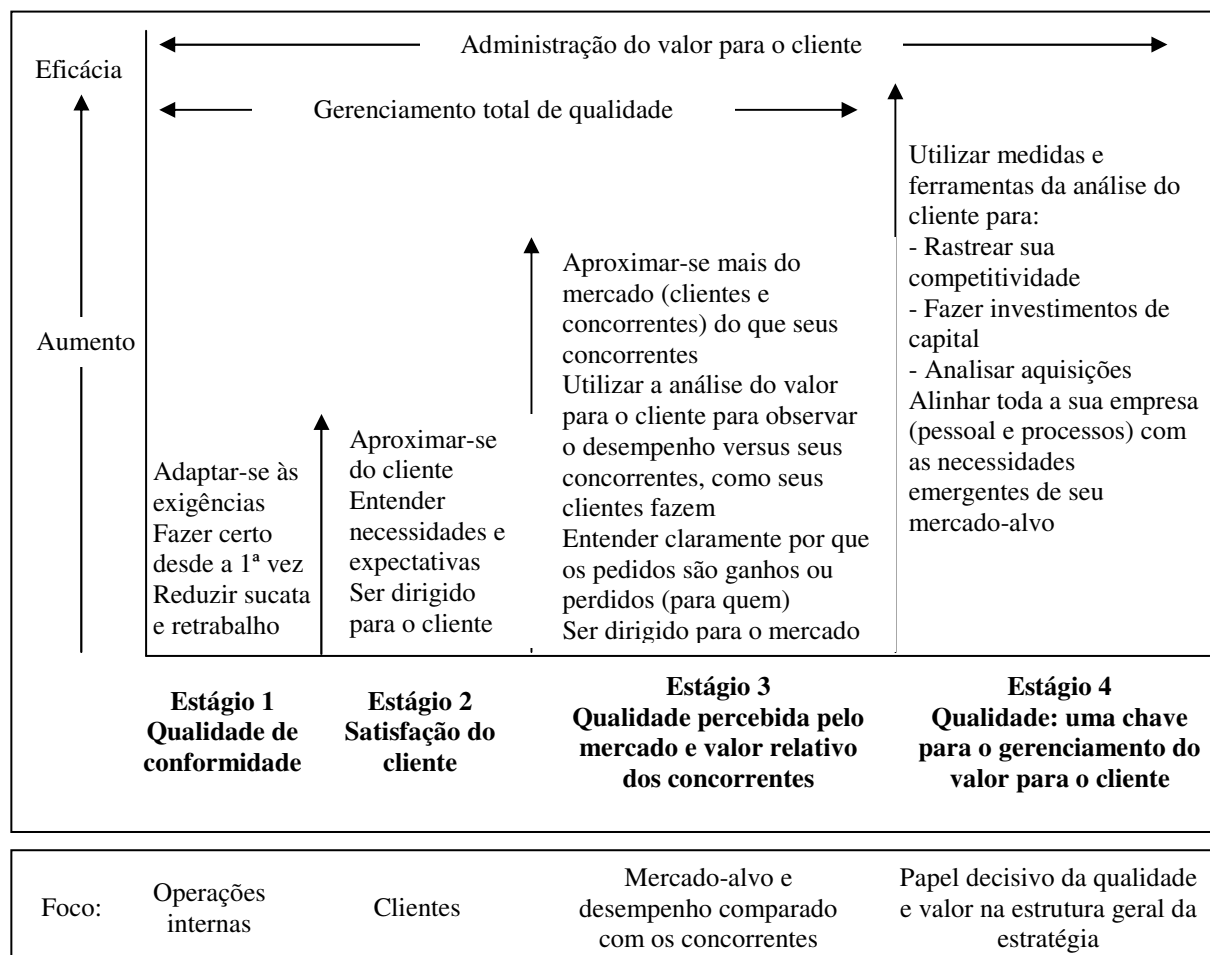 Administração do valor para o cliente
Eficácia
Gerenciamento total de qualidade
Aumento
Adaptar-se às
exigências
Fazer certo
desde a 1ª vez
Reduzir sucata
e retrabalho
Aproximar-se
do cliente
Entender
necessidades e
expectativas
Ser dirigido
para o cliente
Aproximar-se mais do
mercado (clientes e
concorrentes) do que seus
concorrentes
Utilizar a análise do valor
para o cliente para observar
o desempenho versus seus
concorrentes, como seus
clientes fazem
Entender claramente por que
os pedidos são ganhos ou
perdidos (para quem)
Ser dirigido para o mercado
Utilizar medidas e
ferramentas da análise do
cliente para:
- Rastrear sua
competitividade
- Fazer investimentos de
capital
- Analisar aquisições
Alinhar toda a sua empresa
(pessoal e processos) com
as necessidades
emergentes de seu
mercado-alvo
Estágio 1
Qualidade de
conformidade
Estágio 2
Satisfação do
cliente
Estágio 3
Qualidade percebida pelo
mercado e valor relativo
dos concorrentes
Estágio 4
Qualidade: uma chave
para o gerenciamento do
valor para o cliente
Foco:
Operações
internas
Clientes
Mercado-alvo e
desempenho comparado
com os concorrentes
Papel decisivo da qualidade
e valor na estrutura geral da
estratégia